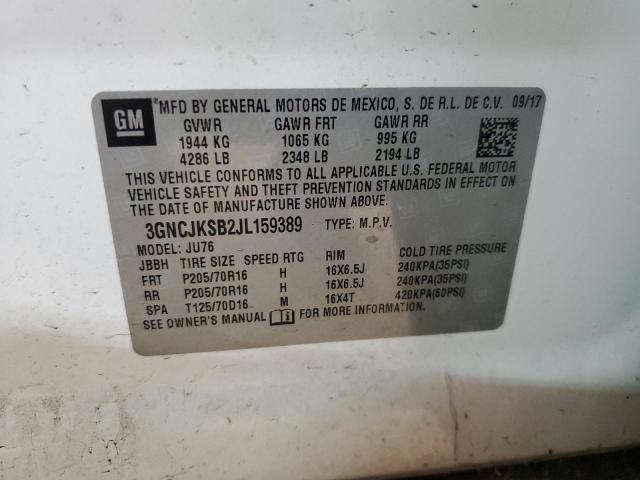 GM MFD BY GENERAL MOTORS DE MEXICO, S. DE R.L. DE C.V. 09/17
GVWR GAWR FRT GAWR RR
1944 KG 1065 KG 995 KG
4286 LB 2348 LB 2194 LB
THIS VEHICLE CONFORMS TO ALL APPLICABLE U.S. FEDERAL MOTOR
VEHICLE SAFETY AND THEFT PREVENTION STANDARDS IN EFFECT ON
THE DATE OF MANUFACTURE SHOWN ABOVE.
3GNCJKSB2JL159389 TYPE: M.P.V.
MODEL: JU76
JBBH TIRE SIZE SPEED RTG RIM COLD TIRE PRESSURE
FRT P205/70R16 H 16X6.5J 240KPA(35PSI)
RR P205/70R16 H 16X6.5J 240KPA(35PSI)
SPA T125/70D16 M 16X4T 420KPA(60PSI)
SEE OWNER'S MANUAL FOR MORE INFORMATION.